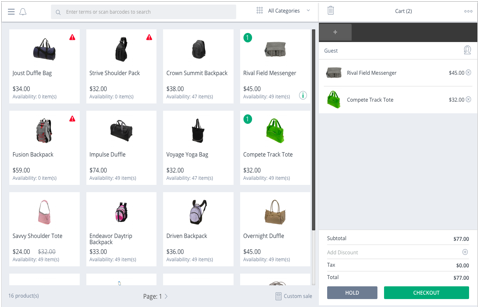 Enter terms or scan barcodes to search
All Categories
Cart (2)
+
Guest
Joust Duffle Bag
$34.00
Availability: 0 item(s)
Strive Shoulder Pack
$32.00
Availability: 0 item(s)
Crown Summit Backpack
$38.00
Availability: 47 item(s)
1
Rival Field Messenger
$45.00
Availability: 49 item(s)
Rival Field Messenger $45.00
Compete Track Tote $32.00
Fusion Backpack
$59.00
Availability: 0 item(s)
Impulse Duffle
$74.00
Availability: 49 item(s)
Voyage Yoga Bag
$32.00
Availability: 47 item(s)
1
Compete Track Tote
$32.00
Availability: 49 item(s)
Savvy Shoulder Tote
$24.00 $32.00
Availability: 49 item(s)
Endeavor Daytrip
Backpack
$33.00
Availability: 49 item(s)
Driven Backpack
$36.00
Availability: 49 item(s)
Overnight Duffle
$45.00
Availability: 49 item(s)
Subtotal $77.00
Add Discount
Tax $0.00
Total $77.00
16 product(s)
Page: 1
Custom sale
HOLD
CHECKOUT